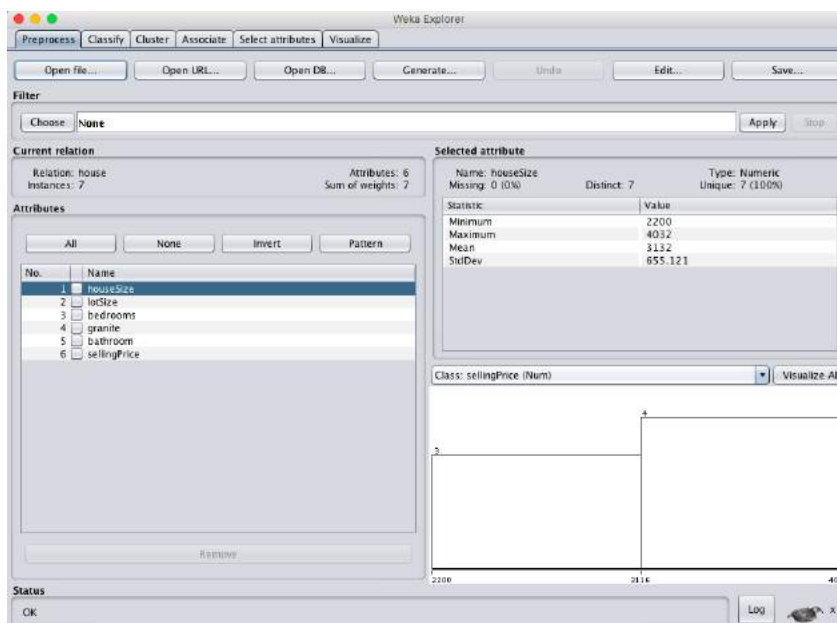 Weka Explorer
Preprocess Classify Cluster Associate Select attributes Visualize
Open file... Open URL... Open DB... Generate... Undo Edit... Save...
Filter
Choose None Apply Stop
Current relation
Relation: house Attributes: 6
Instances: 7 Sum of weights: 7
Attributes
All None Invert Pattern
No. Name
1 houseSize
2 lotSize
3 bedrooms
4 granite
5 bathroom
6 sellingPrice
Remove
Selected attribute
Name: houseSize Type: Numeric
Missing: 0 (0%) Distinct: 7 Unique: 7 (100%)
Statistic Value
Minimum 2200
Maximum 4032
Mean 3132
StdDev 655.121
Class: sellingPrice (Num) Visualize Al
4
3
2200 3116 40
Status
OK Log x